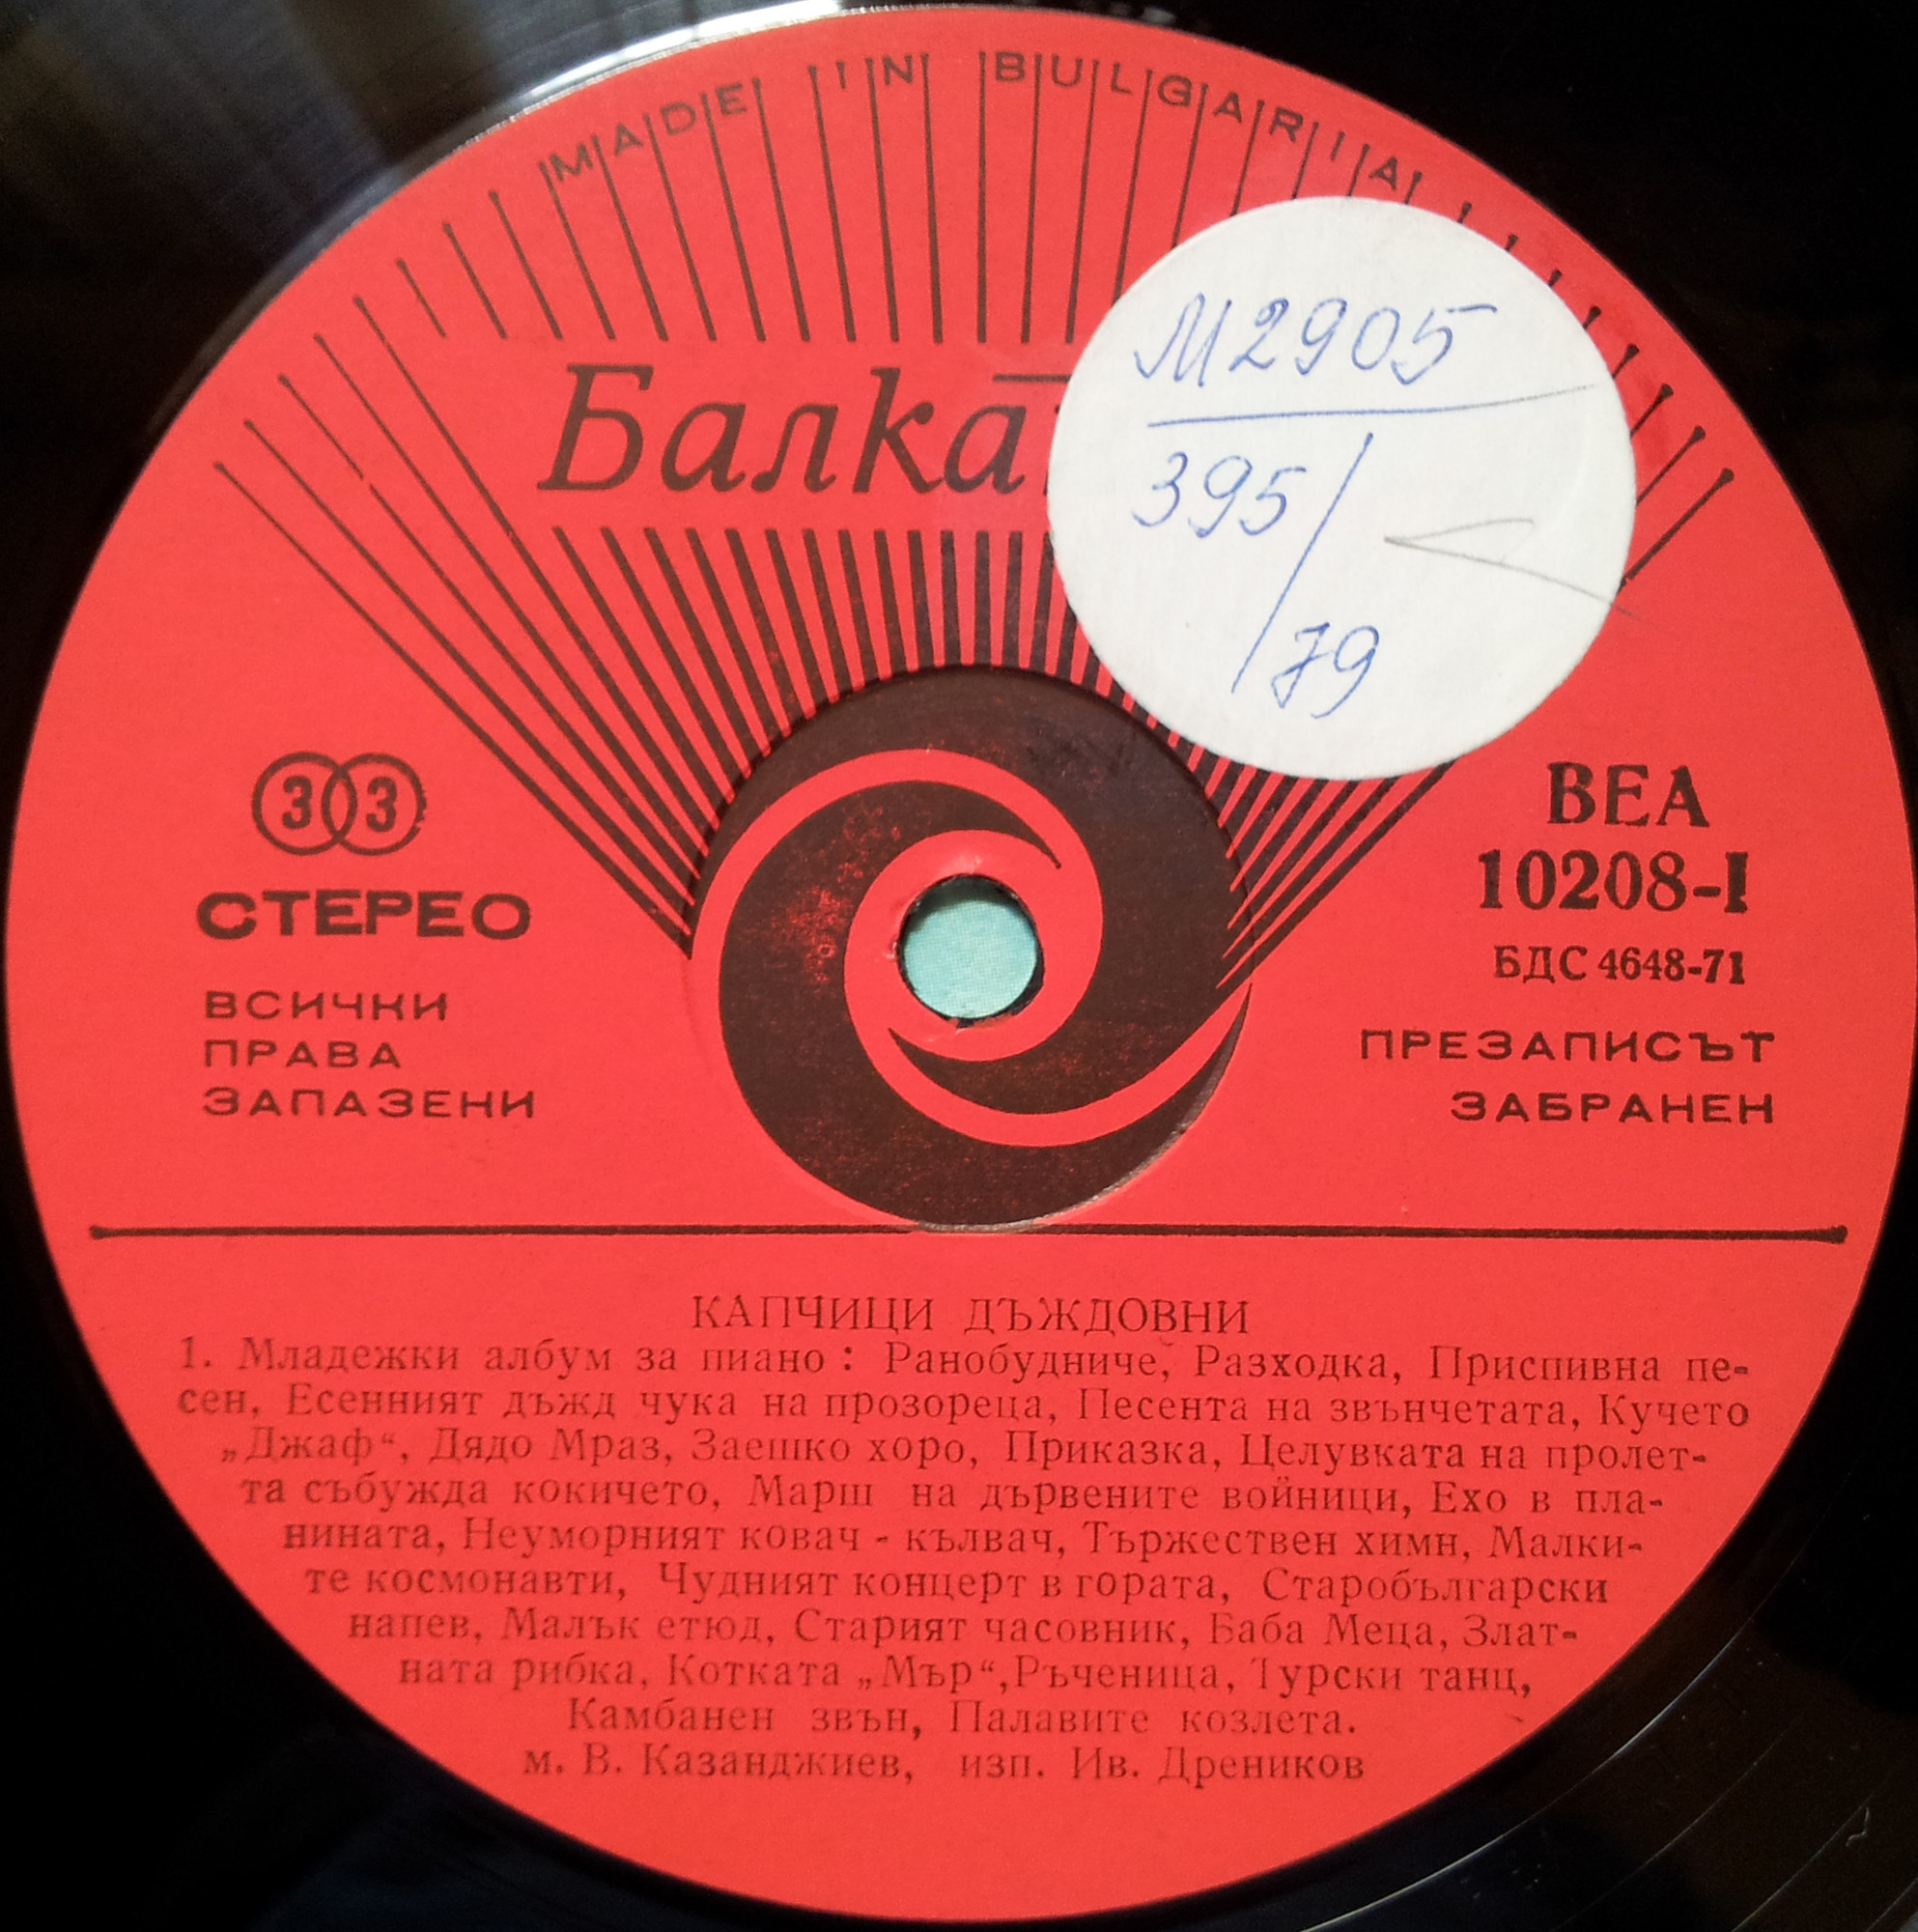 MADE IN BULGARIA
М2905
395/79
33
СТЕРЕО
ВСИЧКИ
ПРАВА
ЗАПАЗЕНИ
ВЕА
10208-I
БДС 4648-71
ПРЕЗАПИСЪТ
ЗАБРАНЕН
КАПЧИЦИ ДЪЖДОВНИ
1. Младежки албум за пиано: Ранобудниче, Разходка, Приспивна пе-
сен, Есенният дъжд чука на прозореца, Песента на звънчетата, Кучето
„Джаф“, Дядо Мраз, Заешко хоро, Приказка, Целувката на пролет-
та събужда кокичето, Марш на дървените войници, Ехо в пла-
нината, Неуморният ковач - кълвач, Тържествен химн, Малки-
те космонавти, Чудният концерт в гората, Старобългарски
напев, Малък етюд, Старият часовник, Баба Меца, Злат-
ната рибка, Котката „Мър“, Ръченица, Турски танц,
Камбанен звън, Палавите козлета.
м. В. Казанджиев, изп. Ив. Дреников